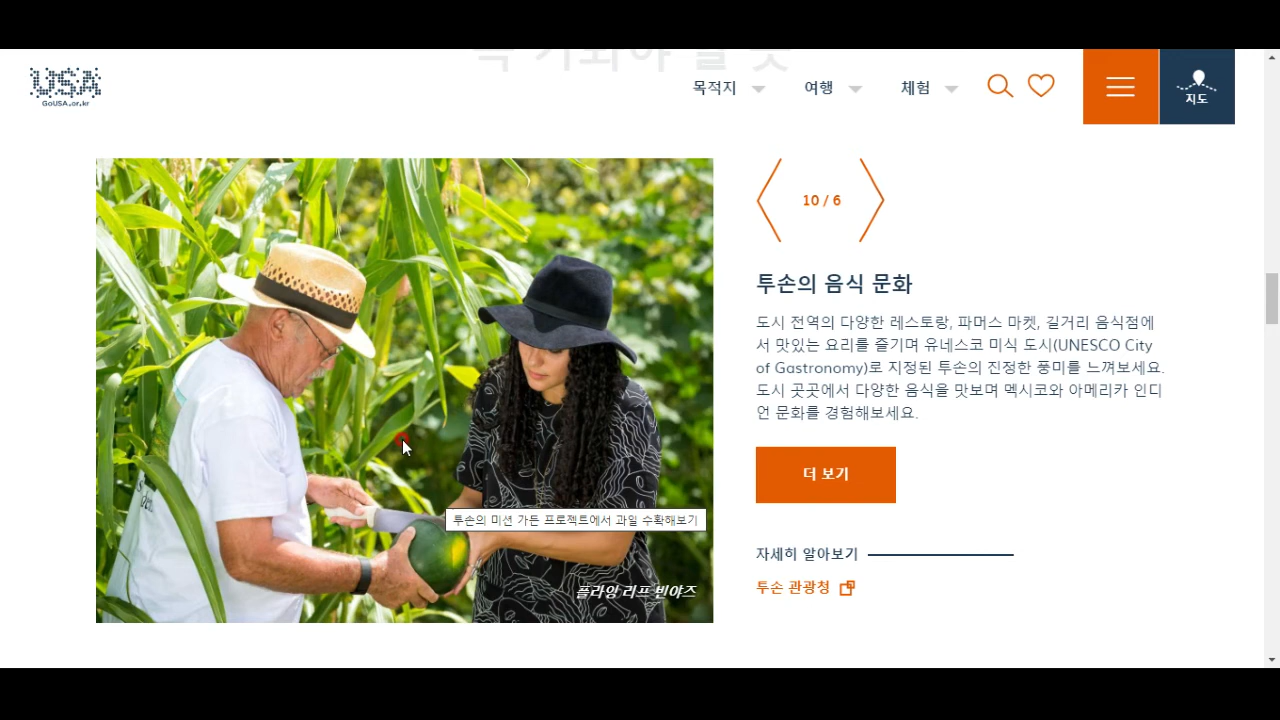 USA
GoUSA.or.kr
목적지
여행
체험
지도
10 / 6
투손의 음식 문화
도시 전역의 다양한 레스토랑, 파머스 마켓, 길거리 음식점에
서 맛있는 요리를 즐기며 유네스코 미식 도시(UNESCO City
of Gastronomy)로 지정된 투손의 진정한 풍미를 느껴보세요.
도시 곳곳에서 다양한 음식을 맛보며 멕시코와 아메리카 인디
언 문화를 경험해보세요.
더 보기
투손의 미션 가든 프로젝트에서 과일 수확해보기
자세히 알아보기
플라잉 리프 빈야즈
투손 관광청